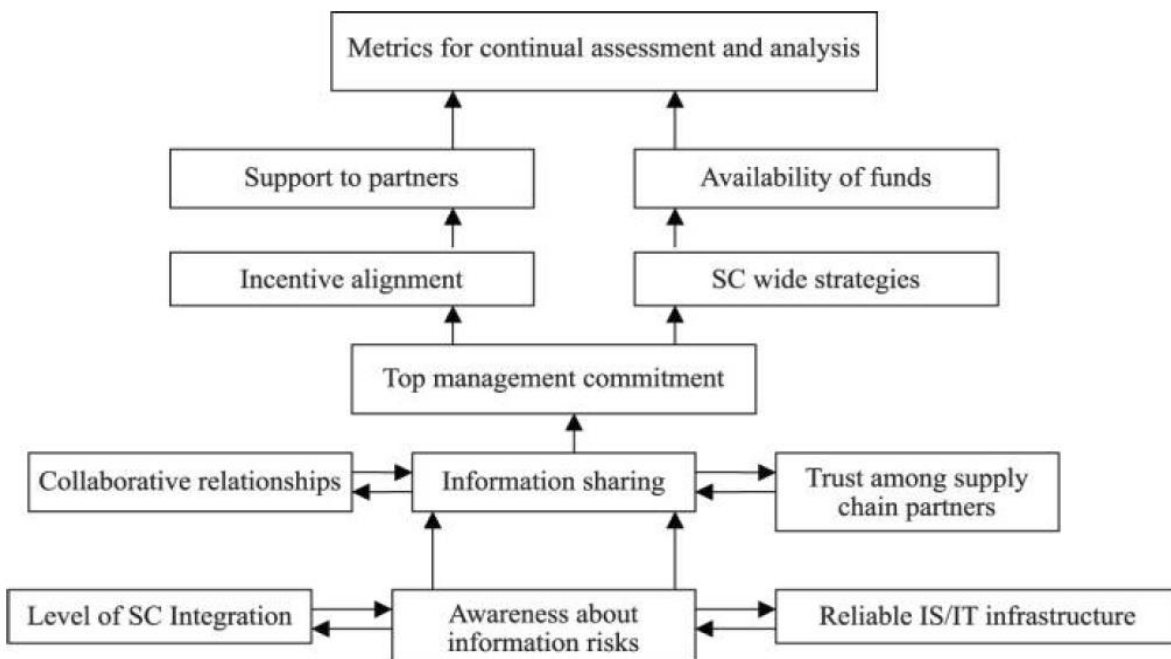 Metrics for continual assessment and analysis
Support to partners
Availability of funds
Incentive alignment
SC wide strategies
Top management commitment
Collaborative relationships
Information sharing
Trust among supply
chain partners
Level of SC Integration
Awareness about
information risks
Reliable IS/IT infrastructure